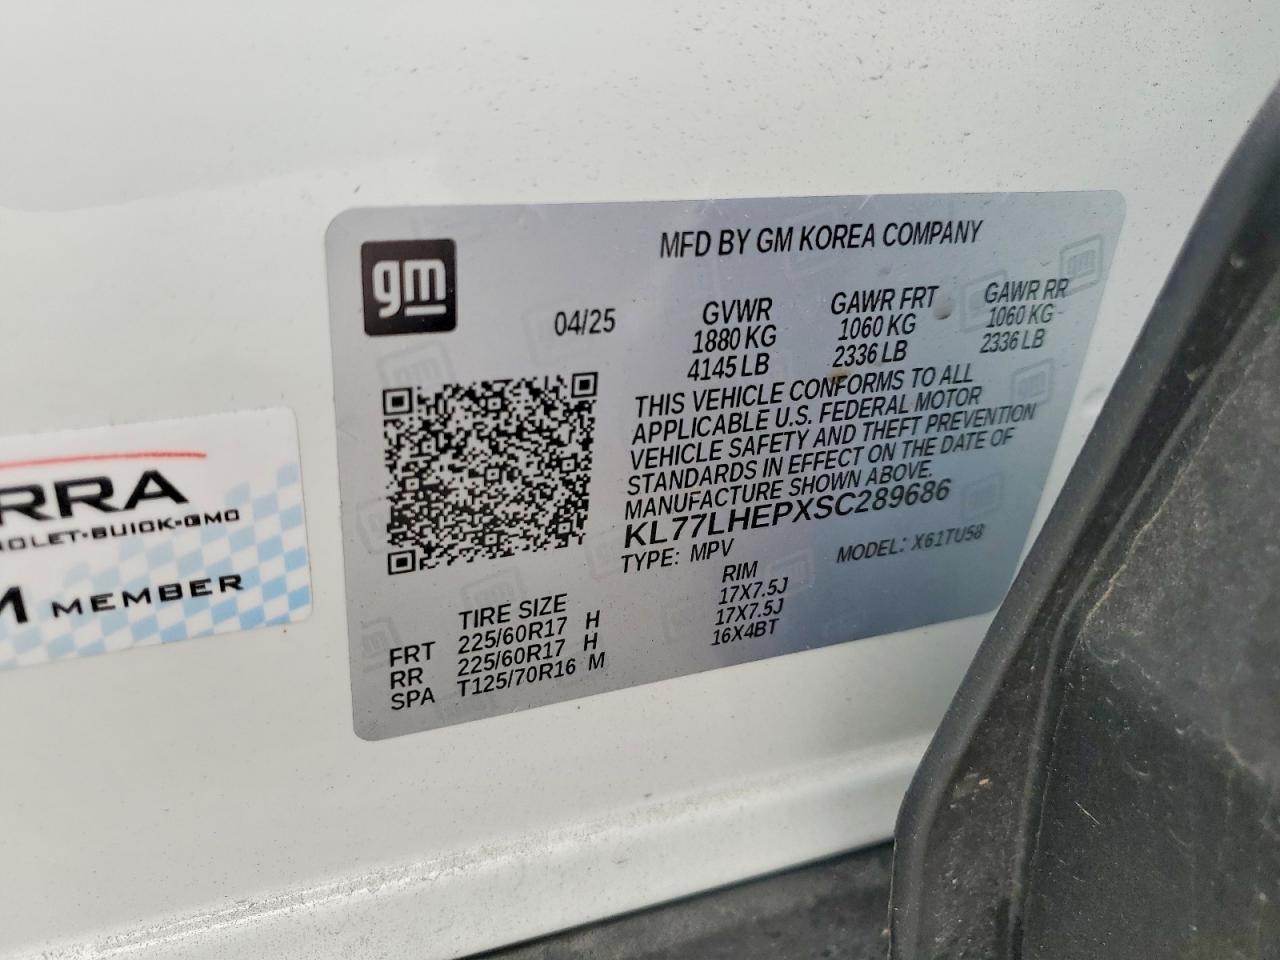 gm
MFD BY GM KOREA COMPANY
04/25
GVWR
1880 KG
4145 LB
GAWR FRT
1060 KG
2336 LB
GAWR RR
1060 KG
2336 LB
THIS VEHICLE CONFORMS TO ALL
APPLICABLE U.S. FEDERAL MOTOR
VEHICLE SAFETY AND THEFT PREVENTION
STANDARDS IN EFFECT ON THE DATE OF
MANUFACTURE SHOWN ABOVE.
KL77LHEPXSC289686
TYPE: MPV MODEL: X61TU58
TIRE SIZE RIM
FRT 225/60R17 H 17X7.5J
RR 225/60R17 H 17X7.5J
SPA T125/70R16 M 16X4BT
RRA
ROLET·BUICK·GMC
MEMBER